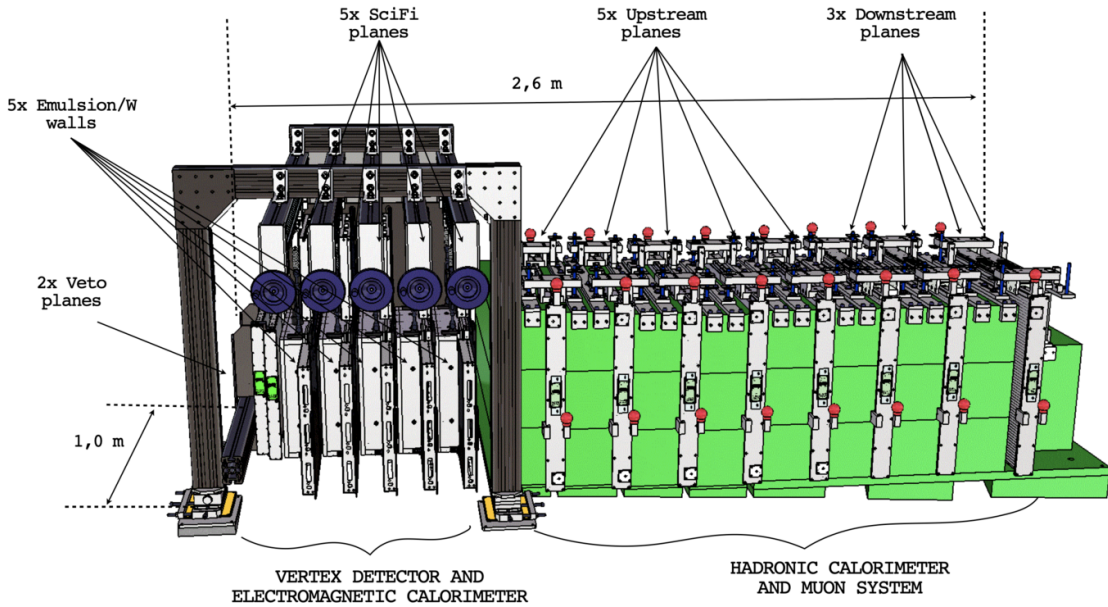 5x SciFi
planes
5x Upstream
planes
3x Downstream
planes
2,6 m
5x Emulsion/W
walls
2x Veto
planes
1,0 m
VERTEX DETECTOR AND
ELECTROMAGNETIC CALORIMETER
HADRONIC CALORIMETER
AND MUON SYSTEM